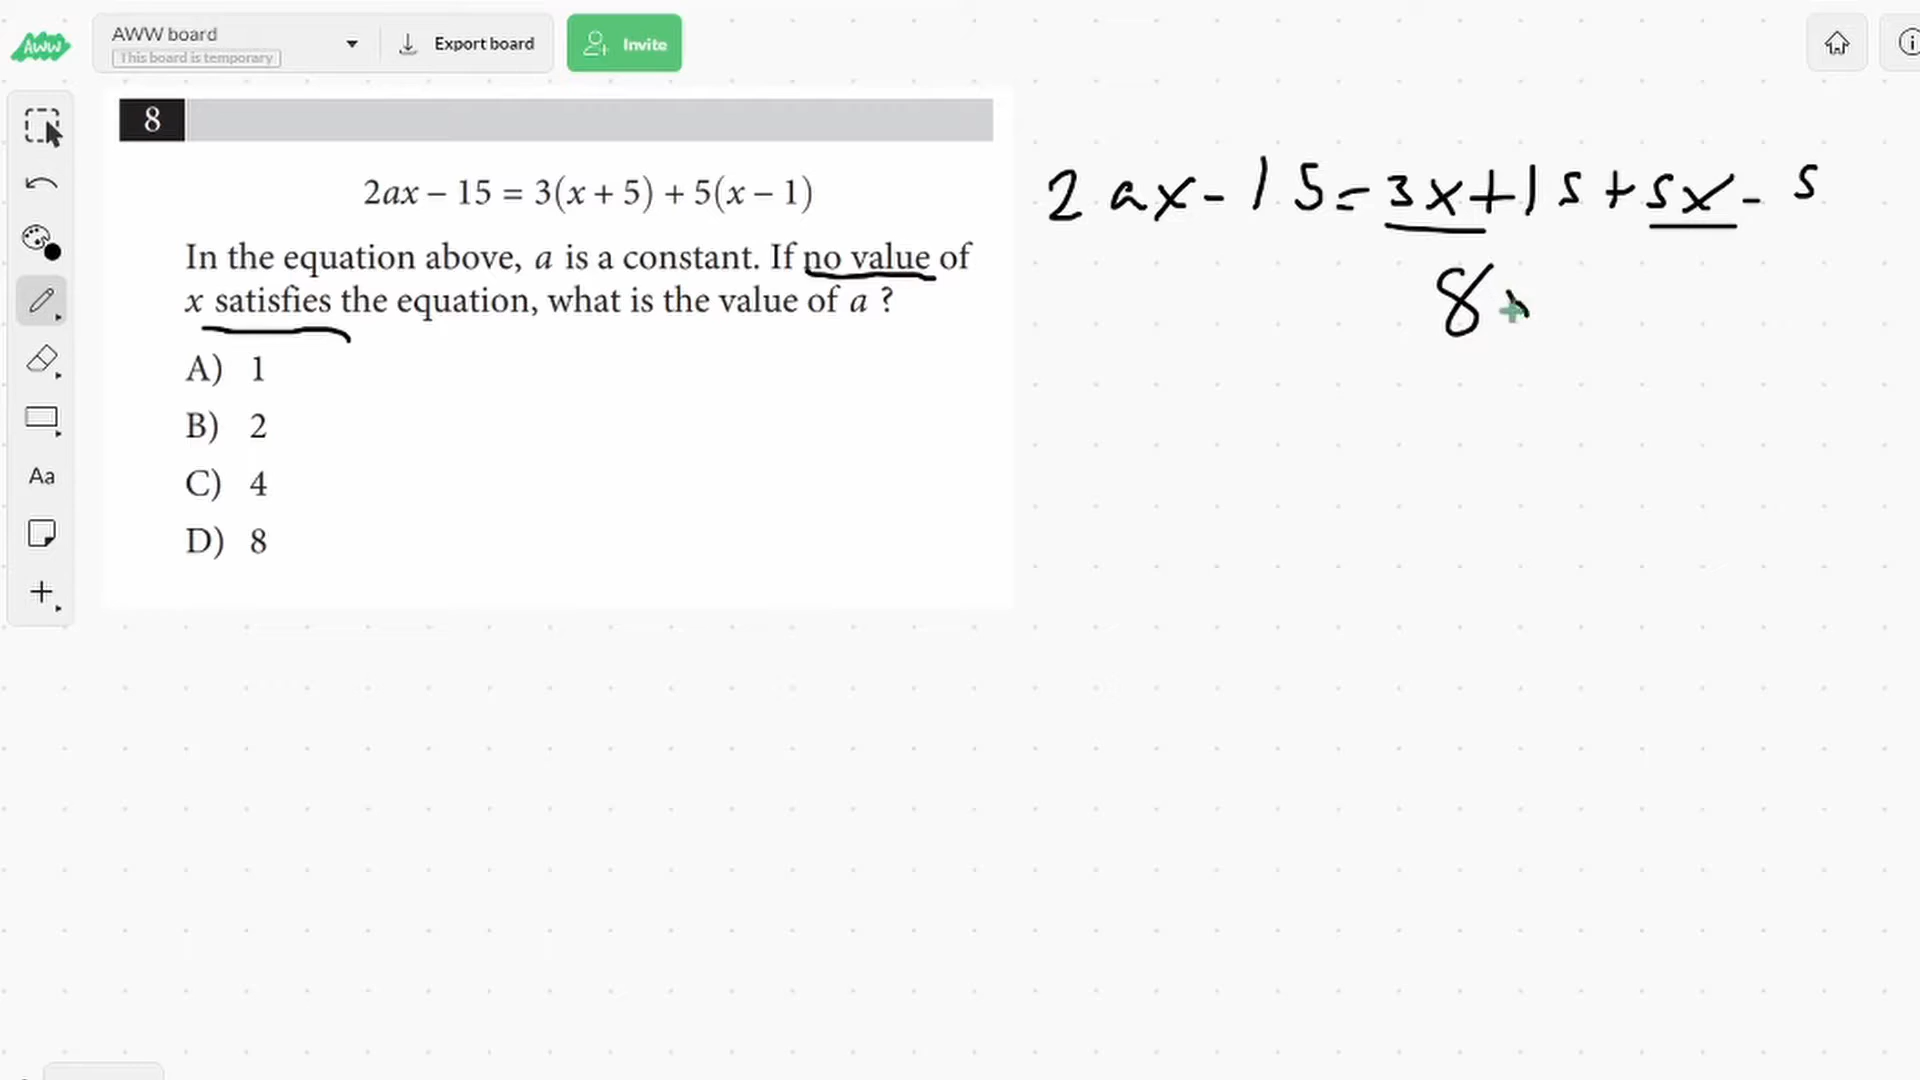 AWW
AWW board
This board is temporary
Export board
Invite
8
2ax – 15 = 3(x + 5) + 5(x – 1)
In the equation above, a is a constant. If no value of
x satisfies the equation, what is the value of a ?
A) 1
B) 2
C) 4
D) 8
Aa
2ax-15=3x+15+5x-5
8